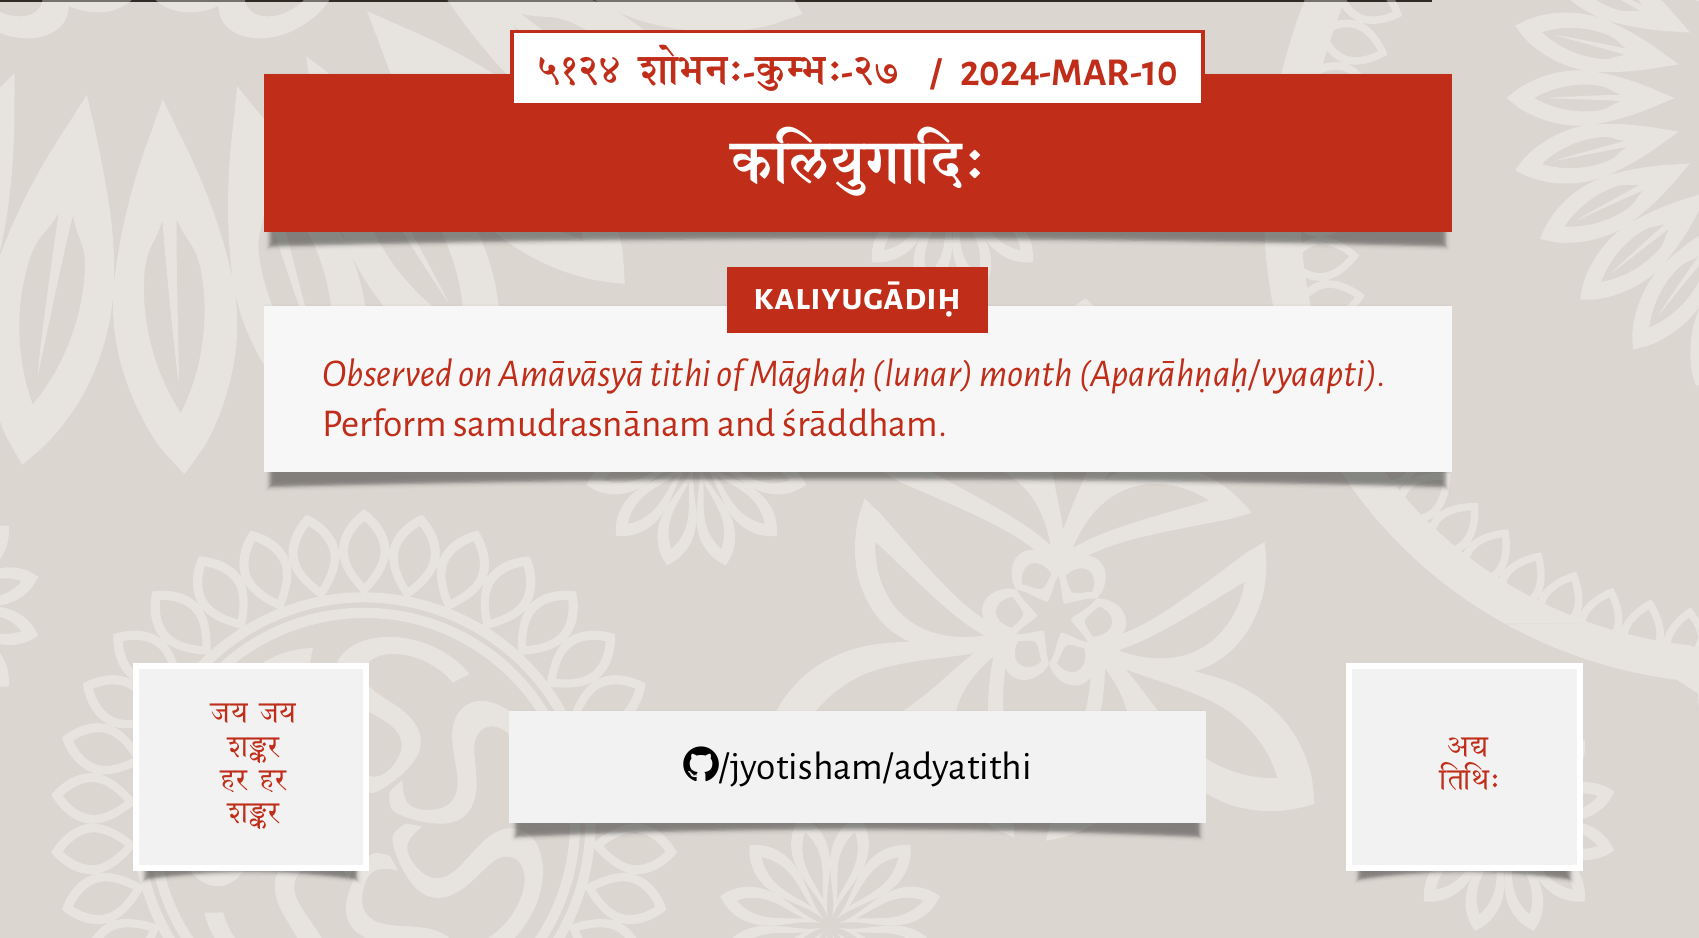 ५१२४ शोभनः-कुम्भः-२७ / 2024-MAR-10
कलियुगादिः
KALIYUGĀDIḤ
Observed on Amāvāsyā tithi of Māghaḥ (lunar) month (Aparāhṇaḥ/vyaapti).
Perform samudrasnānam and śrāddham.
जय जय
शङ्कर
हर हर
शङ्कर
/jyotisham/adyatithi
अद्य
तिथिः